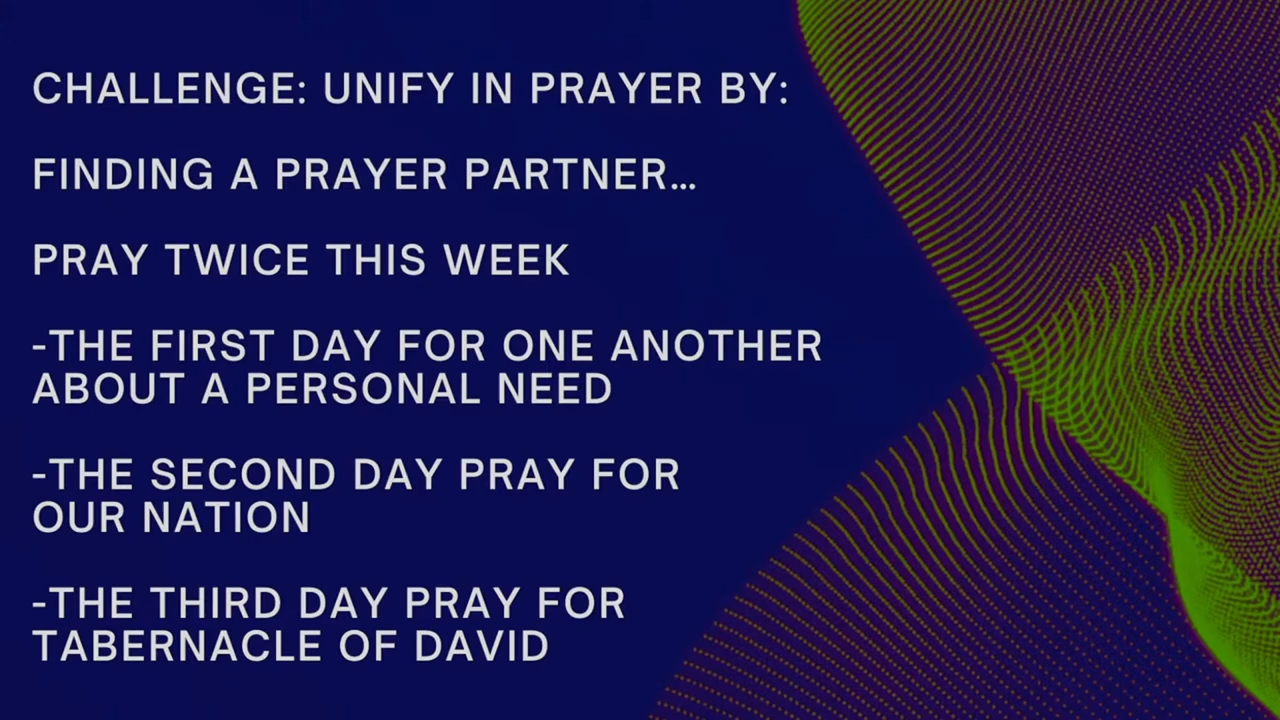 CHALLENGE: UNIFY IN PRAYER BY:
FINDING A PRAYER PARTNER…
PRAY TWICE THIS WEEK
-THE FIRST DAY FOR ONE ANOTHER
ABOUT A PERSONAL NEED
-THE SECOND DAY PRAY FOR
OUR NATION
-THE THIRD DAY PRAY FOR
TABERNACLE OF DAVID